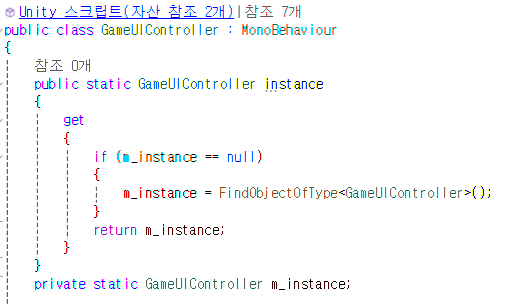 Unity 스크립트(자산 참조 2개)|참조 7개
public class GameUIController : MonoBehaviour
{
참조 0개
public static GameUIController instance
{
get
{
if (m_instance == null)
{
m_instance = FindObjectOfType<GameUIController>();
}
return m_instance;
}
}
private static GameUIController m_instance;